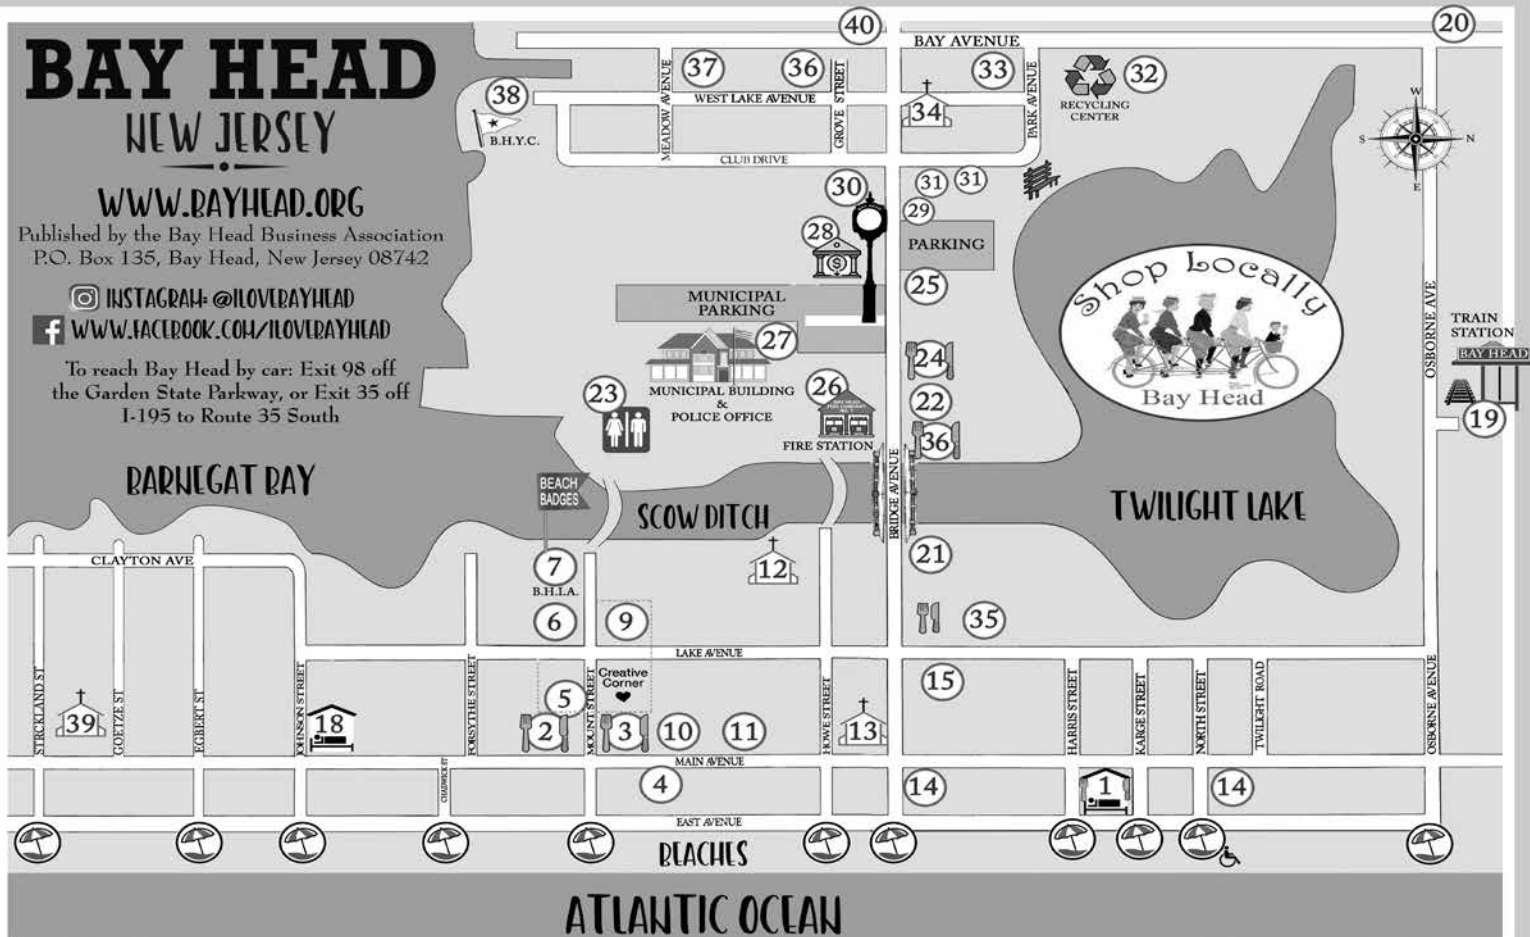 BAY HEAD
NEW JERSEY
WWW.BAYHEAD.ORG
Published by the Bay Head Business Association
P.O. Box 135, Bay Head, New Jersey 08742
INSTAGRAM: @ILOVEBAYHEAD
WWW.FACEBOOK.COM/ILOVEBAYHEAD
To reach Bay Head by car: Exit 98 off
the Garden State Parkway, or Exit 35 off
I-195 to Route 35 South
BARNEGAT BAY
40
20
BAY AVENUE
37
36
33
32
RECYCLING
CENTER
38
B.H.Y.C.
MEADOW AVENUE
WEST LAKE AVENUE
GROVE STREET
34
PARK AVENUE
W
S
N
E
CLUB DRIVE
30
31
31
29
28
PARKING
25
MUNICIPAL
PARKING
27
MUNICIPAL BUILDING
&
POLICE OFFICE
24
23
26
22
36
FIRE STATION
Shop Locally
Bay Head
OSBORNE AVE
TRAIN
STATION
BAY HEAD
19
BEACH
BADGES
SCOW DITCH
BRIDGE AVENUE
TWILIGHT LAKE
CLAYTON AVE
7
B.H.I.A.
12
21
6
9
35
LAKE AVENUE
STRICKLAND ST
39
GOETZE ST
EGBERT ST
JOHNSON STREET
18
FORSYTHE STREET
5
2
MOUNT STREET
Creative
Corner
3
10
11
HOWE STREET
13
15
HARRIS STREET
KARGE STREET
NORTH STREET
TWILIGHT ROAD
OSBORNE AVENUE
MAIN AVENUE
CHADWICK ST
4
14
1
14
EAST AVENUE
BEACHES
ATLANTIC OCEAN